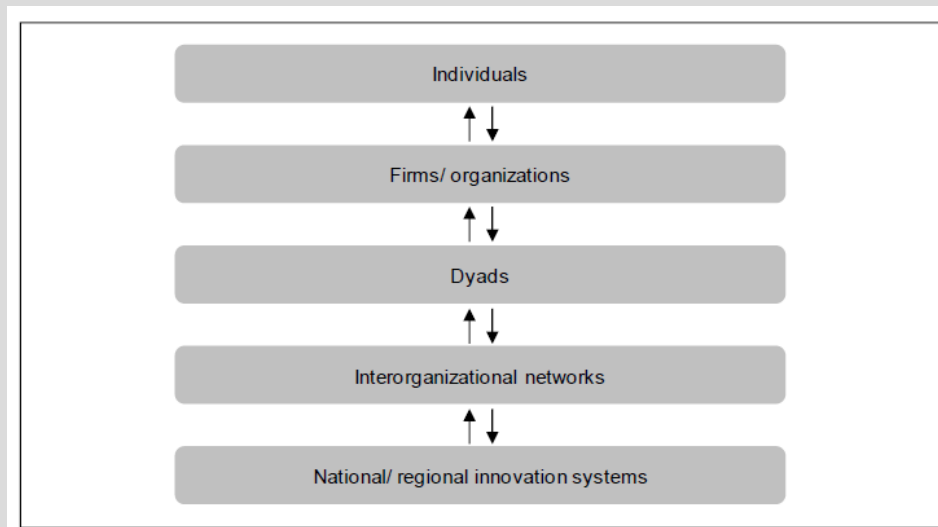 Individuals
Firms/ organizations
Dyads
Interorganizational networks
National/ regional innovation systems